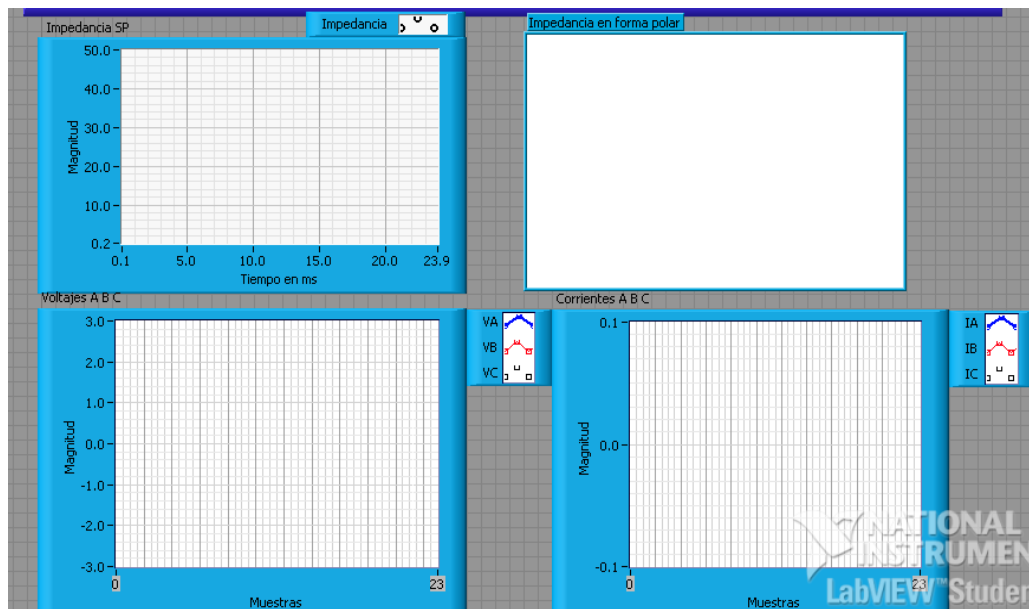 Impedancia SP
Impedancia
50.0
40.0
30.0
20.0
10.0
0.2
Magnitud
0.1 5.0 10.0 15.0 20.0 23.9
Tiempo en ms
Impedancia en forma polar
Voltajes A B C
3.0
2.0
1.0
0.0
-1.0
-2.0
-3.0
Magnitud
0 23
Muestras
VA
VB
VC
Corrientes A B C
0.1
0.0
-0.1
Magnitud
0 23
Muestras
IA
IB
IC
NATIONAL
INSTRUMEN
LabVIEW™ Studen